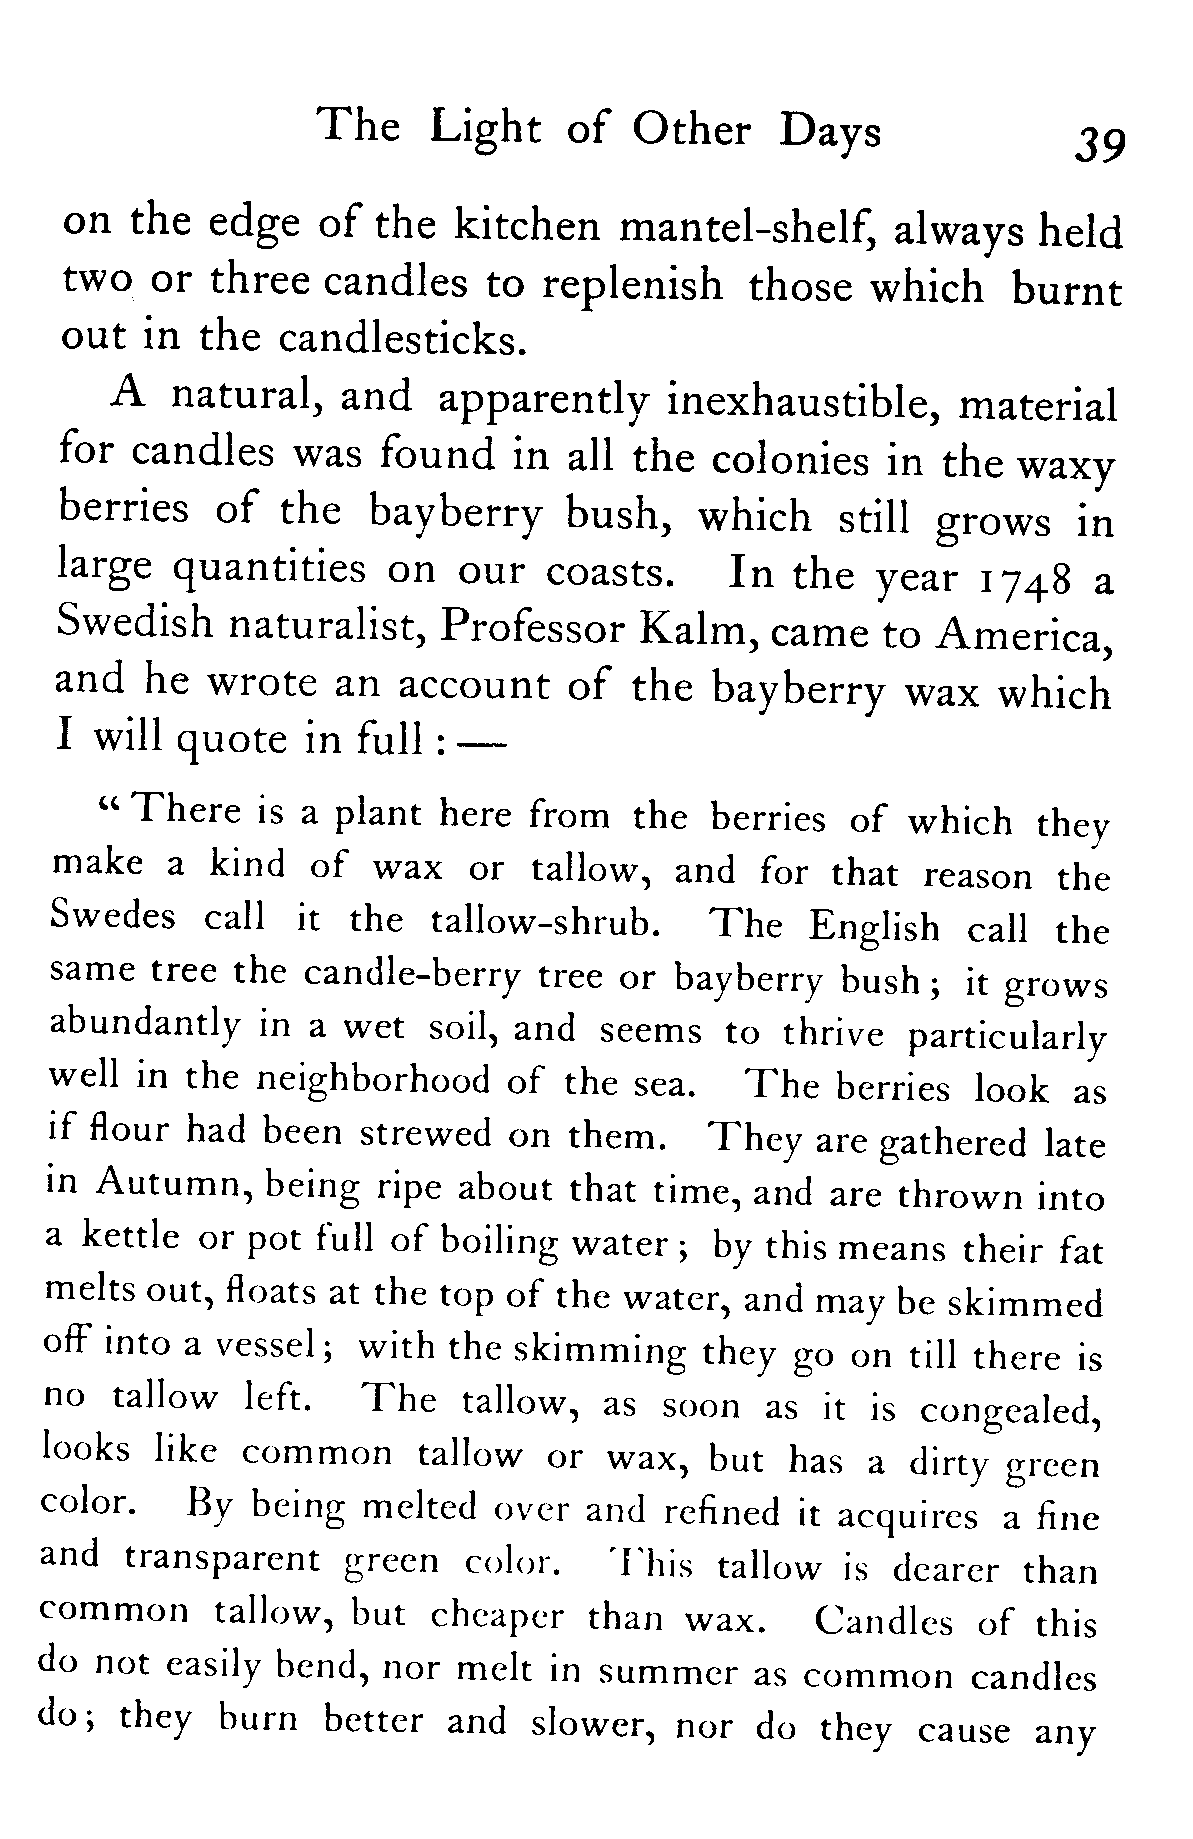 The Light of Other Days 39
on the edge of the kitchen mantel-shelf, always held
two or three candles to replenish those which burnt
out in the candlesticks.
A natural, and apparently inexhaustible, material
for candles was found in all the colonies in the waxy
berries of the bayberry bush, which still grows in
large quantities on our coasts. In the year 1748 a
Swedish naturalist, Professor Kalm, came to America,
and he wrote an account of the bayberry wax which
I will quote in full : —
“ There is a plant here from the berries of which they
make a kind of wax or tallow, and for that reason the
Swedes call it the tallow-shrub. The English call the
same tree the candle-berry tree or bayberry bush ; it grows
abundantly in a wet soil, and seems to thrive particularly
well in the neighborhood of the sea. The berries look as
if flour had been strewed on them. They are gathered late
in Autumn, being ripe about that time, and are thrown into
a kettle or pot full of boiling water ; by this means their fat
melts out, floats at the top of the water, and may be skimmed
off into a vessel ; with the skimming they go on till there is
no tallow left. The tallow, as soon as it is congealed,
looks like common tallow or wax, but has a dirty green
color. By being melted over and refined it acquires a fine
and transparent green color. This tallow is dearer than
common tallow, but cheaper than wax. Candles of this
do not easily bend, nor melt in summer as common candles
do ; they burn better and slower, nor do they cause any